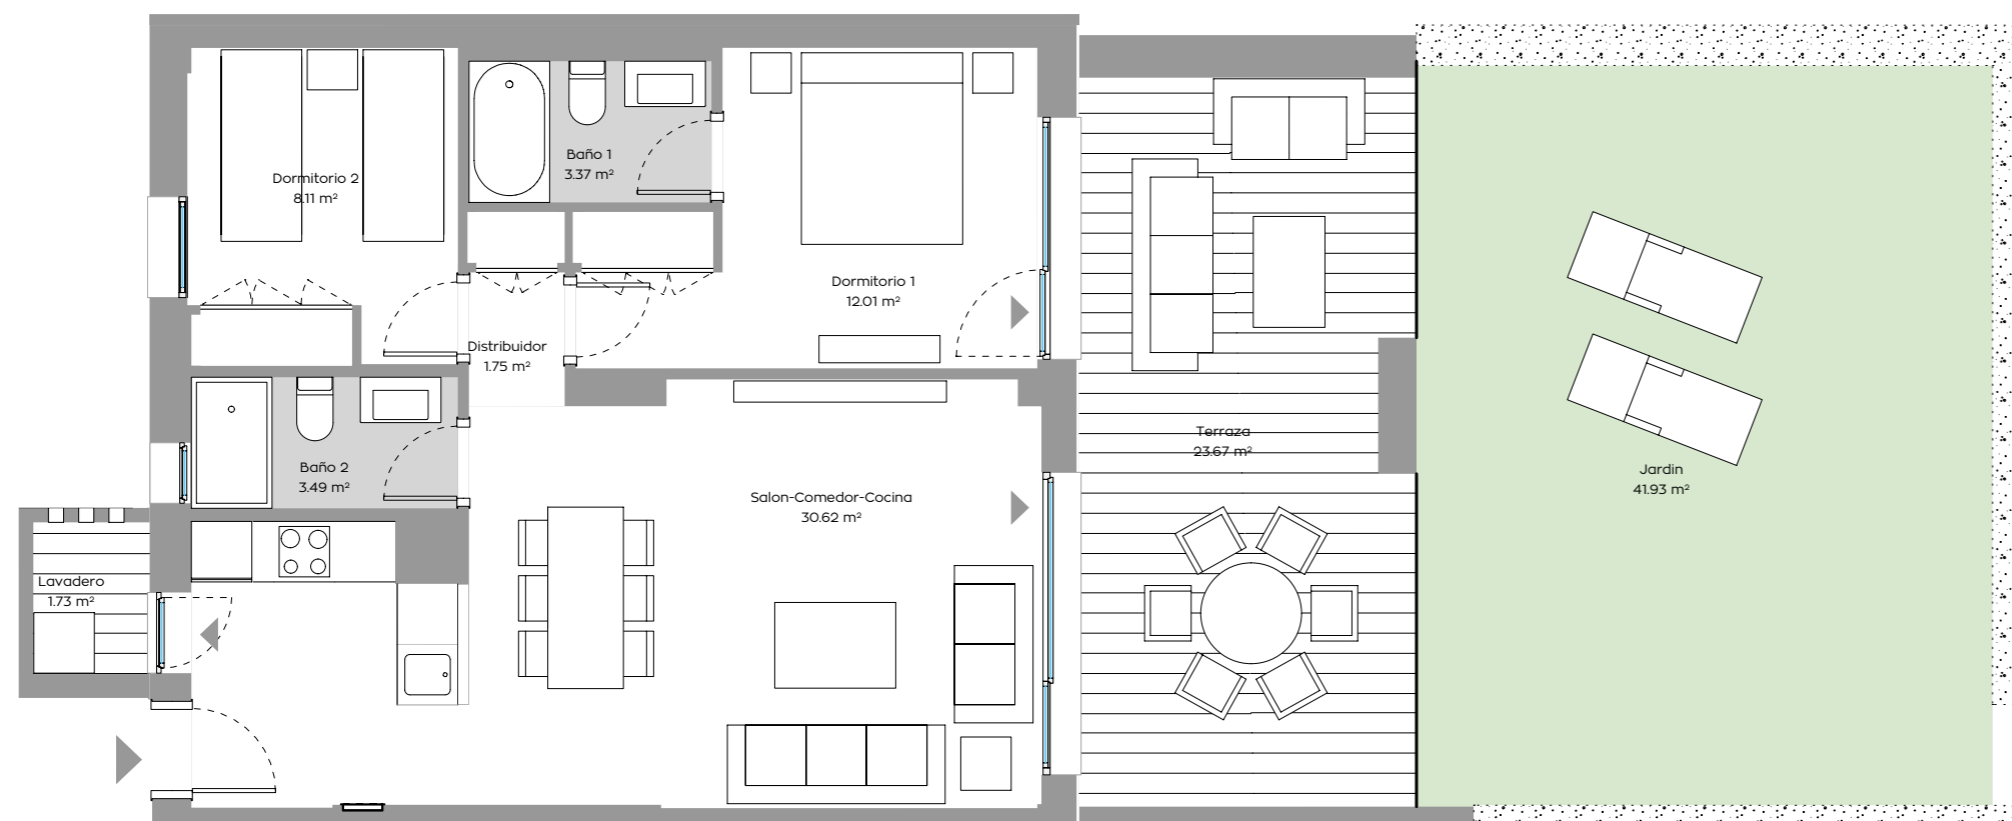 Baño 1
3.37 m²
Dormitorio 2
8.11 m²
Dormitorio 1
12.01 m²
Distribuidor
1.75 m²
Terraza
23.67 m²
Baño 2
3.49 m²
Jardin
41.93 m²
Salon-Comedor-Cocina
30.62 m²
Lavadero
1.73 m²